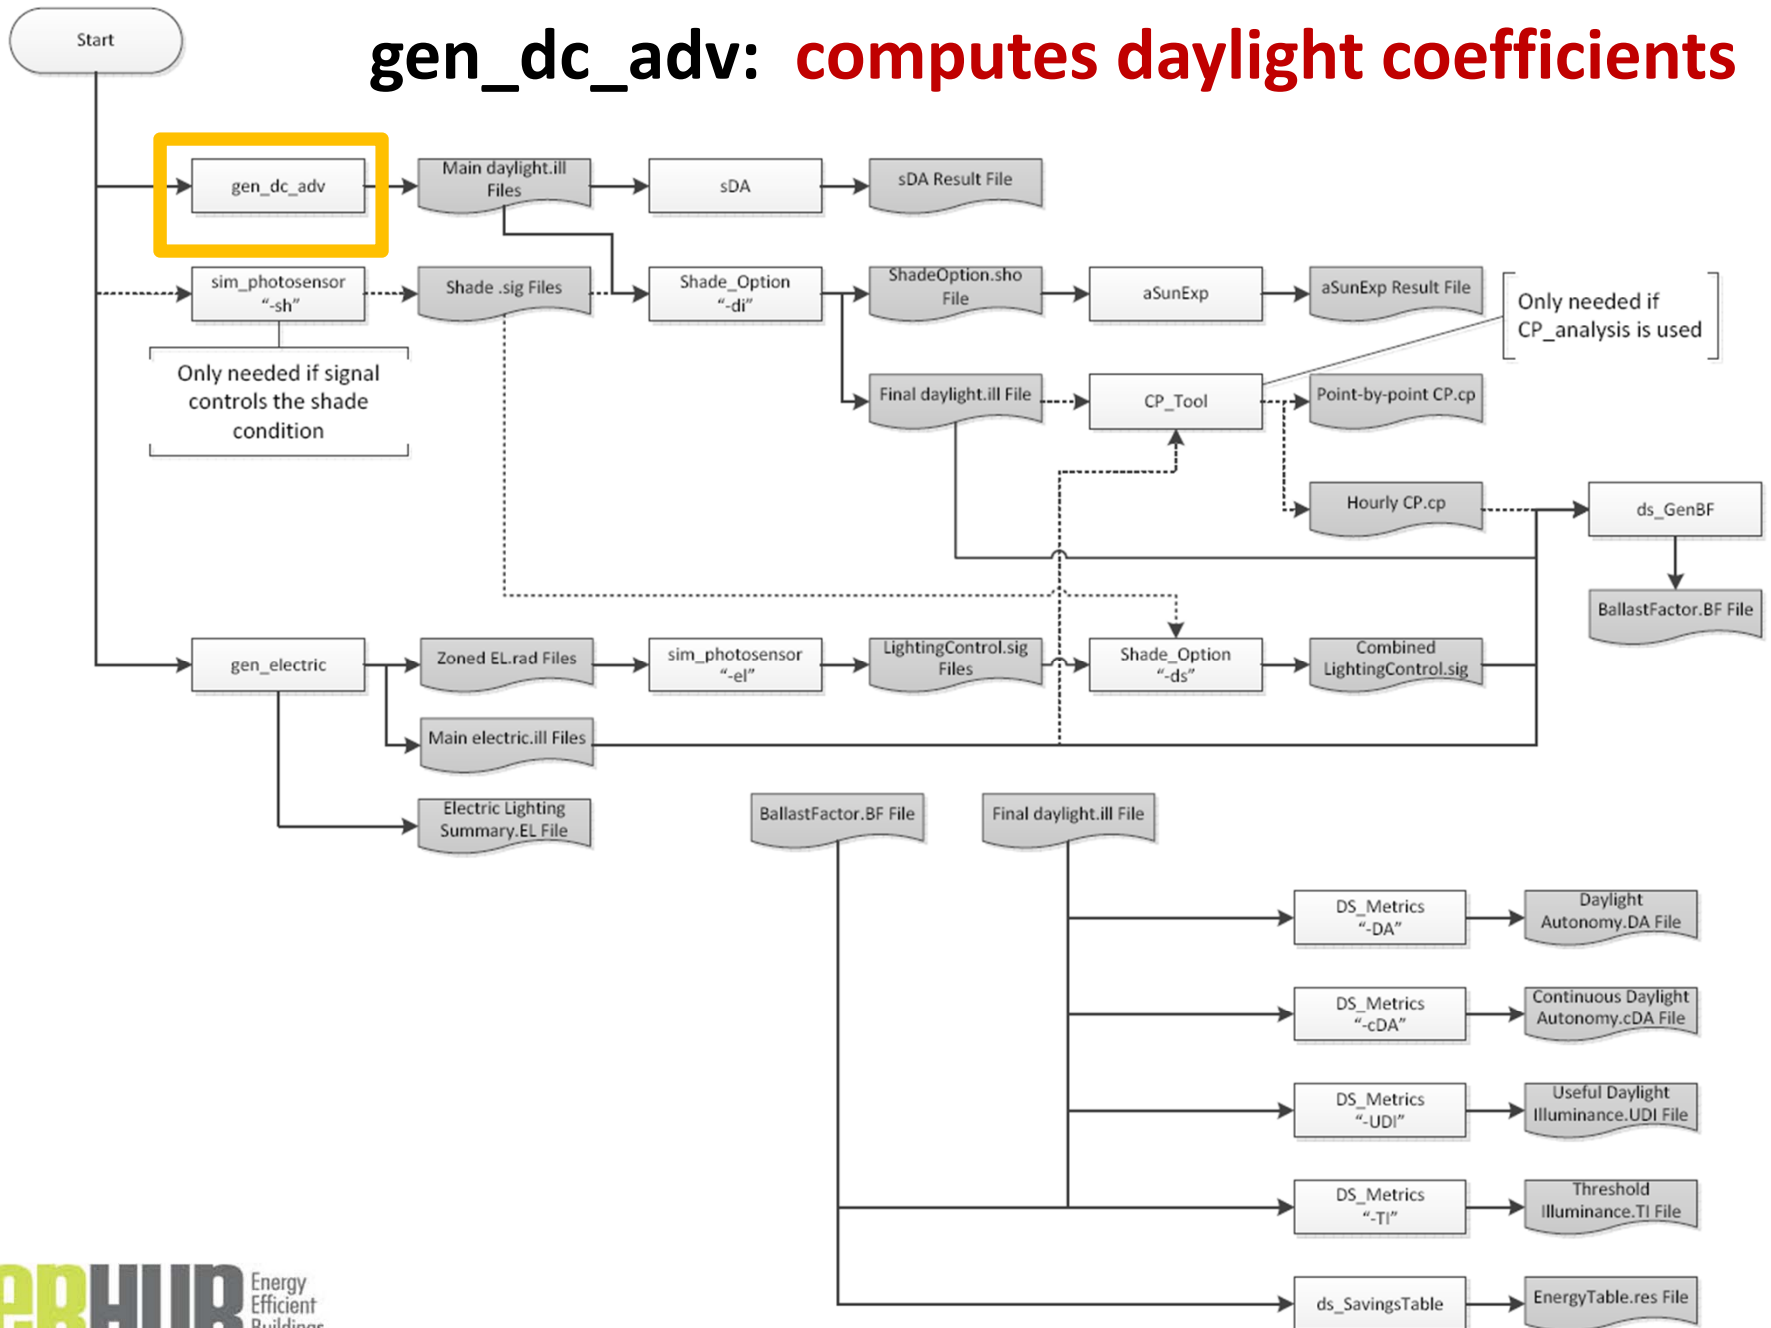 Start
gen_dc_adv: computes daylight coefficients
gen_dc_adv
Main daylight.ill
Files
sDA
sDA Result File
sim_photosensor
“-sh”
Shade .sig Files
Shade_Option
“-di”
ShadeOption.sho
File
aSunExp
aSunExp Result File
Only needed if
CP_analysis is used
Only needed if signal
controls the shade
condition
Final daylight.ill File
CP_Tool
Point-by-point CP.cp
Hourly CP.cp
ds_GenBF
BallastFactor.BF File
gen_electric
Zoned EL.rad Files
sim_photosensor
“-el”
LightingControl.sig
Files
Shade_Option
“-ds”
Combined
LightingControl.sig
Main electric.ill Files
Electric Lighting
Summary.EL File
BallastFactor.BF File
Final daylight.ill File
DS_Metrics
“-DA”
Daylight
Autonomy.DA File
DS_Metrics
“-cDA”
Continuous Daylight
Autonomy.cDA File
DS_Metrics
“-UDI”
Useful Daylight
Illuminance.UDI File
DS_Metrics
“-TI”
Threshold
Illuminance.TI File
ds_SavingsTable
EnergyTable.res File
eBHUB
Energy
Efficient
Buildings